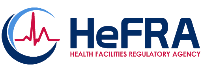 HeFRA
HEALTH FACILITIES REGULATORY AGENCY